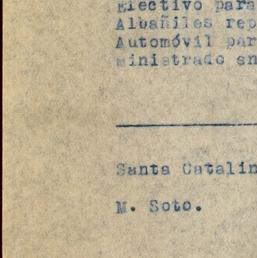 Efectivo para
Albañiles rep
Automóvil par
ministrado en
Santa Catalin
M. Soto.